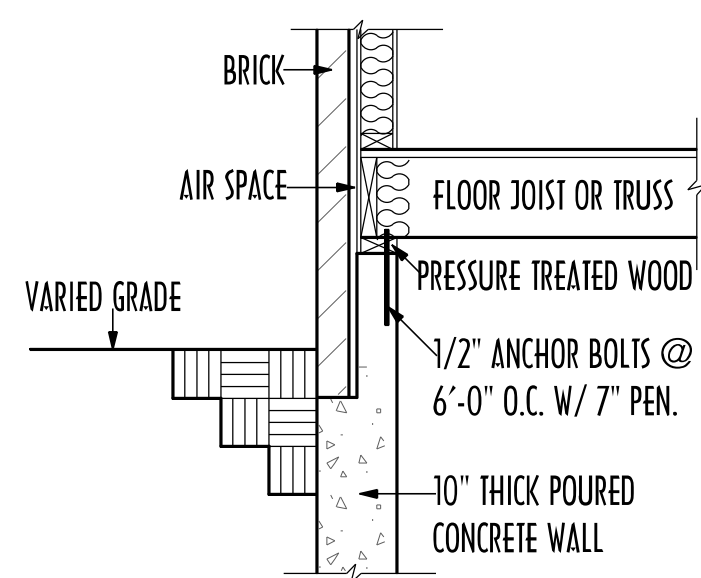 BRICK
AIR SPACE
FLOOR JOIST OR TRUSS
PRESSURE TREATED WOOD
VARIED GRADE
1/2" ANCHOR BOLTS @
6'-0" O.C. W/ 7" PEN.
10" THICK POURED
CONCRETE WALL